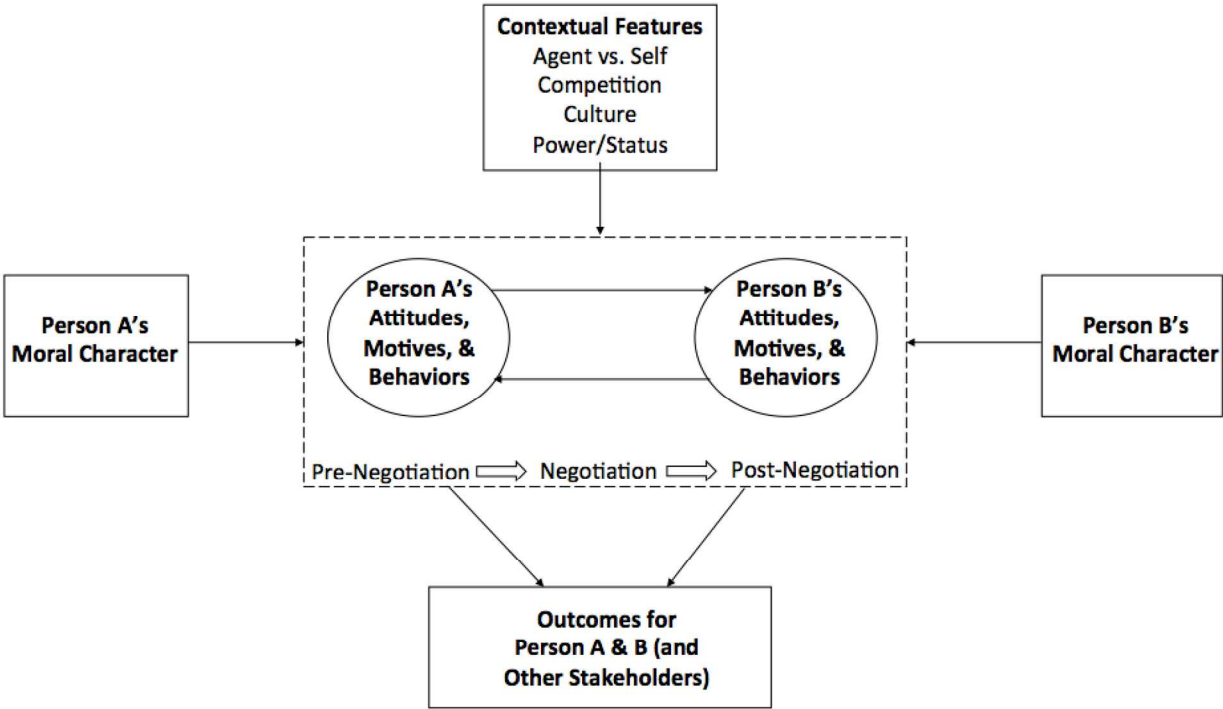 Contextual Features
Agent vs. Self
Competition
Culture
Power/Status
Person A’s
Moral Character
Person A’s
Attitudes,
Motives, &
Behaviors
Person B’s
Attitudes,
Motives, &
Behaviors
Person B’s
Moral Character
Pre-Negotiation Negotiation Post-Negotiation
Outcomes for
Person A & B (and
Other Stakeholders)